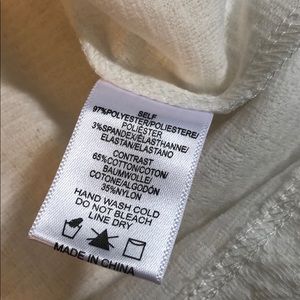 SELF
97%POLYESTER/POLIESTERE/
POLIESTER
3%SPANDEX/ELASTHANNE/
ELASTAN/ELASTANO
CONTRAST
65%COTTON/COTON/
BAUMWOLLE/
COTONE/ALGODÓN
35%NYLON
HAND WASH COLD
DO NOT BLEACH
LINE DRY
MADE IN CHINA